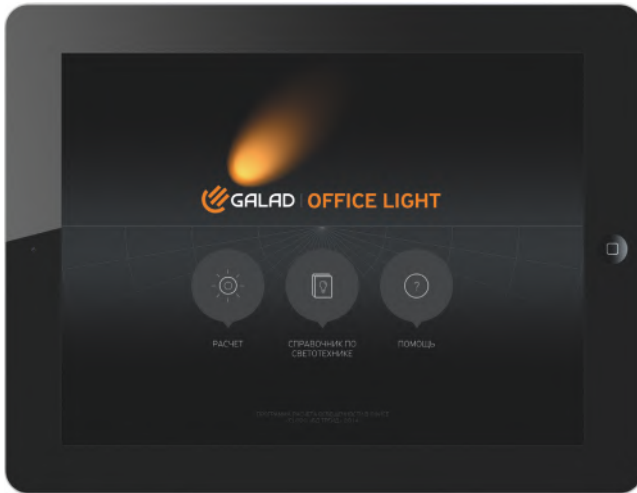 GALAD OFFICE LIGHT
РАСЧЕТ
СПРАВОЧНИК ПО
СВЕТОТЕХНИКЕ
ПОМОЩЬ
?